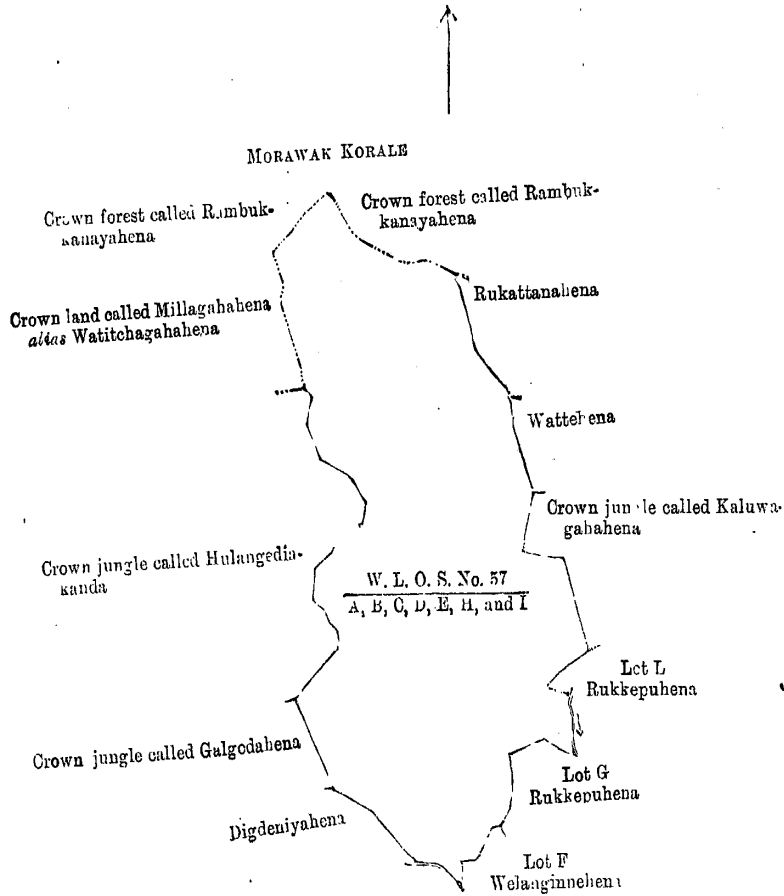 MORAWAK KORALE
Crown forest called Rambuk-
kanayahena
Crown forest called Rambuk-
kanayahena
Rukattanahena
Crown land called Millagahahena
alias Watitchagahahena
Wattehena
Crown jungle called Kaluwa-
gahahena
Crown jungle called Hulangedia-
kanda
W. L. O. S. No. 57
A, B, C, D, E, H, and I
Lot L
Rukkepuhena
Crown jungle called Galgodahena
Lot G
Rukkepuhena
Digdeniyahena
Lot F
Welanginnehena